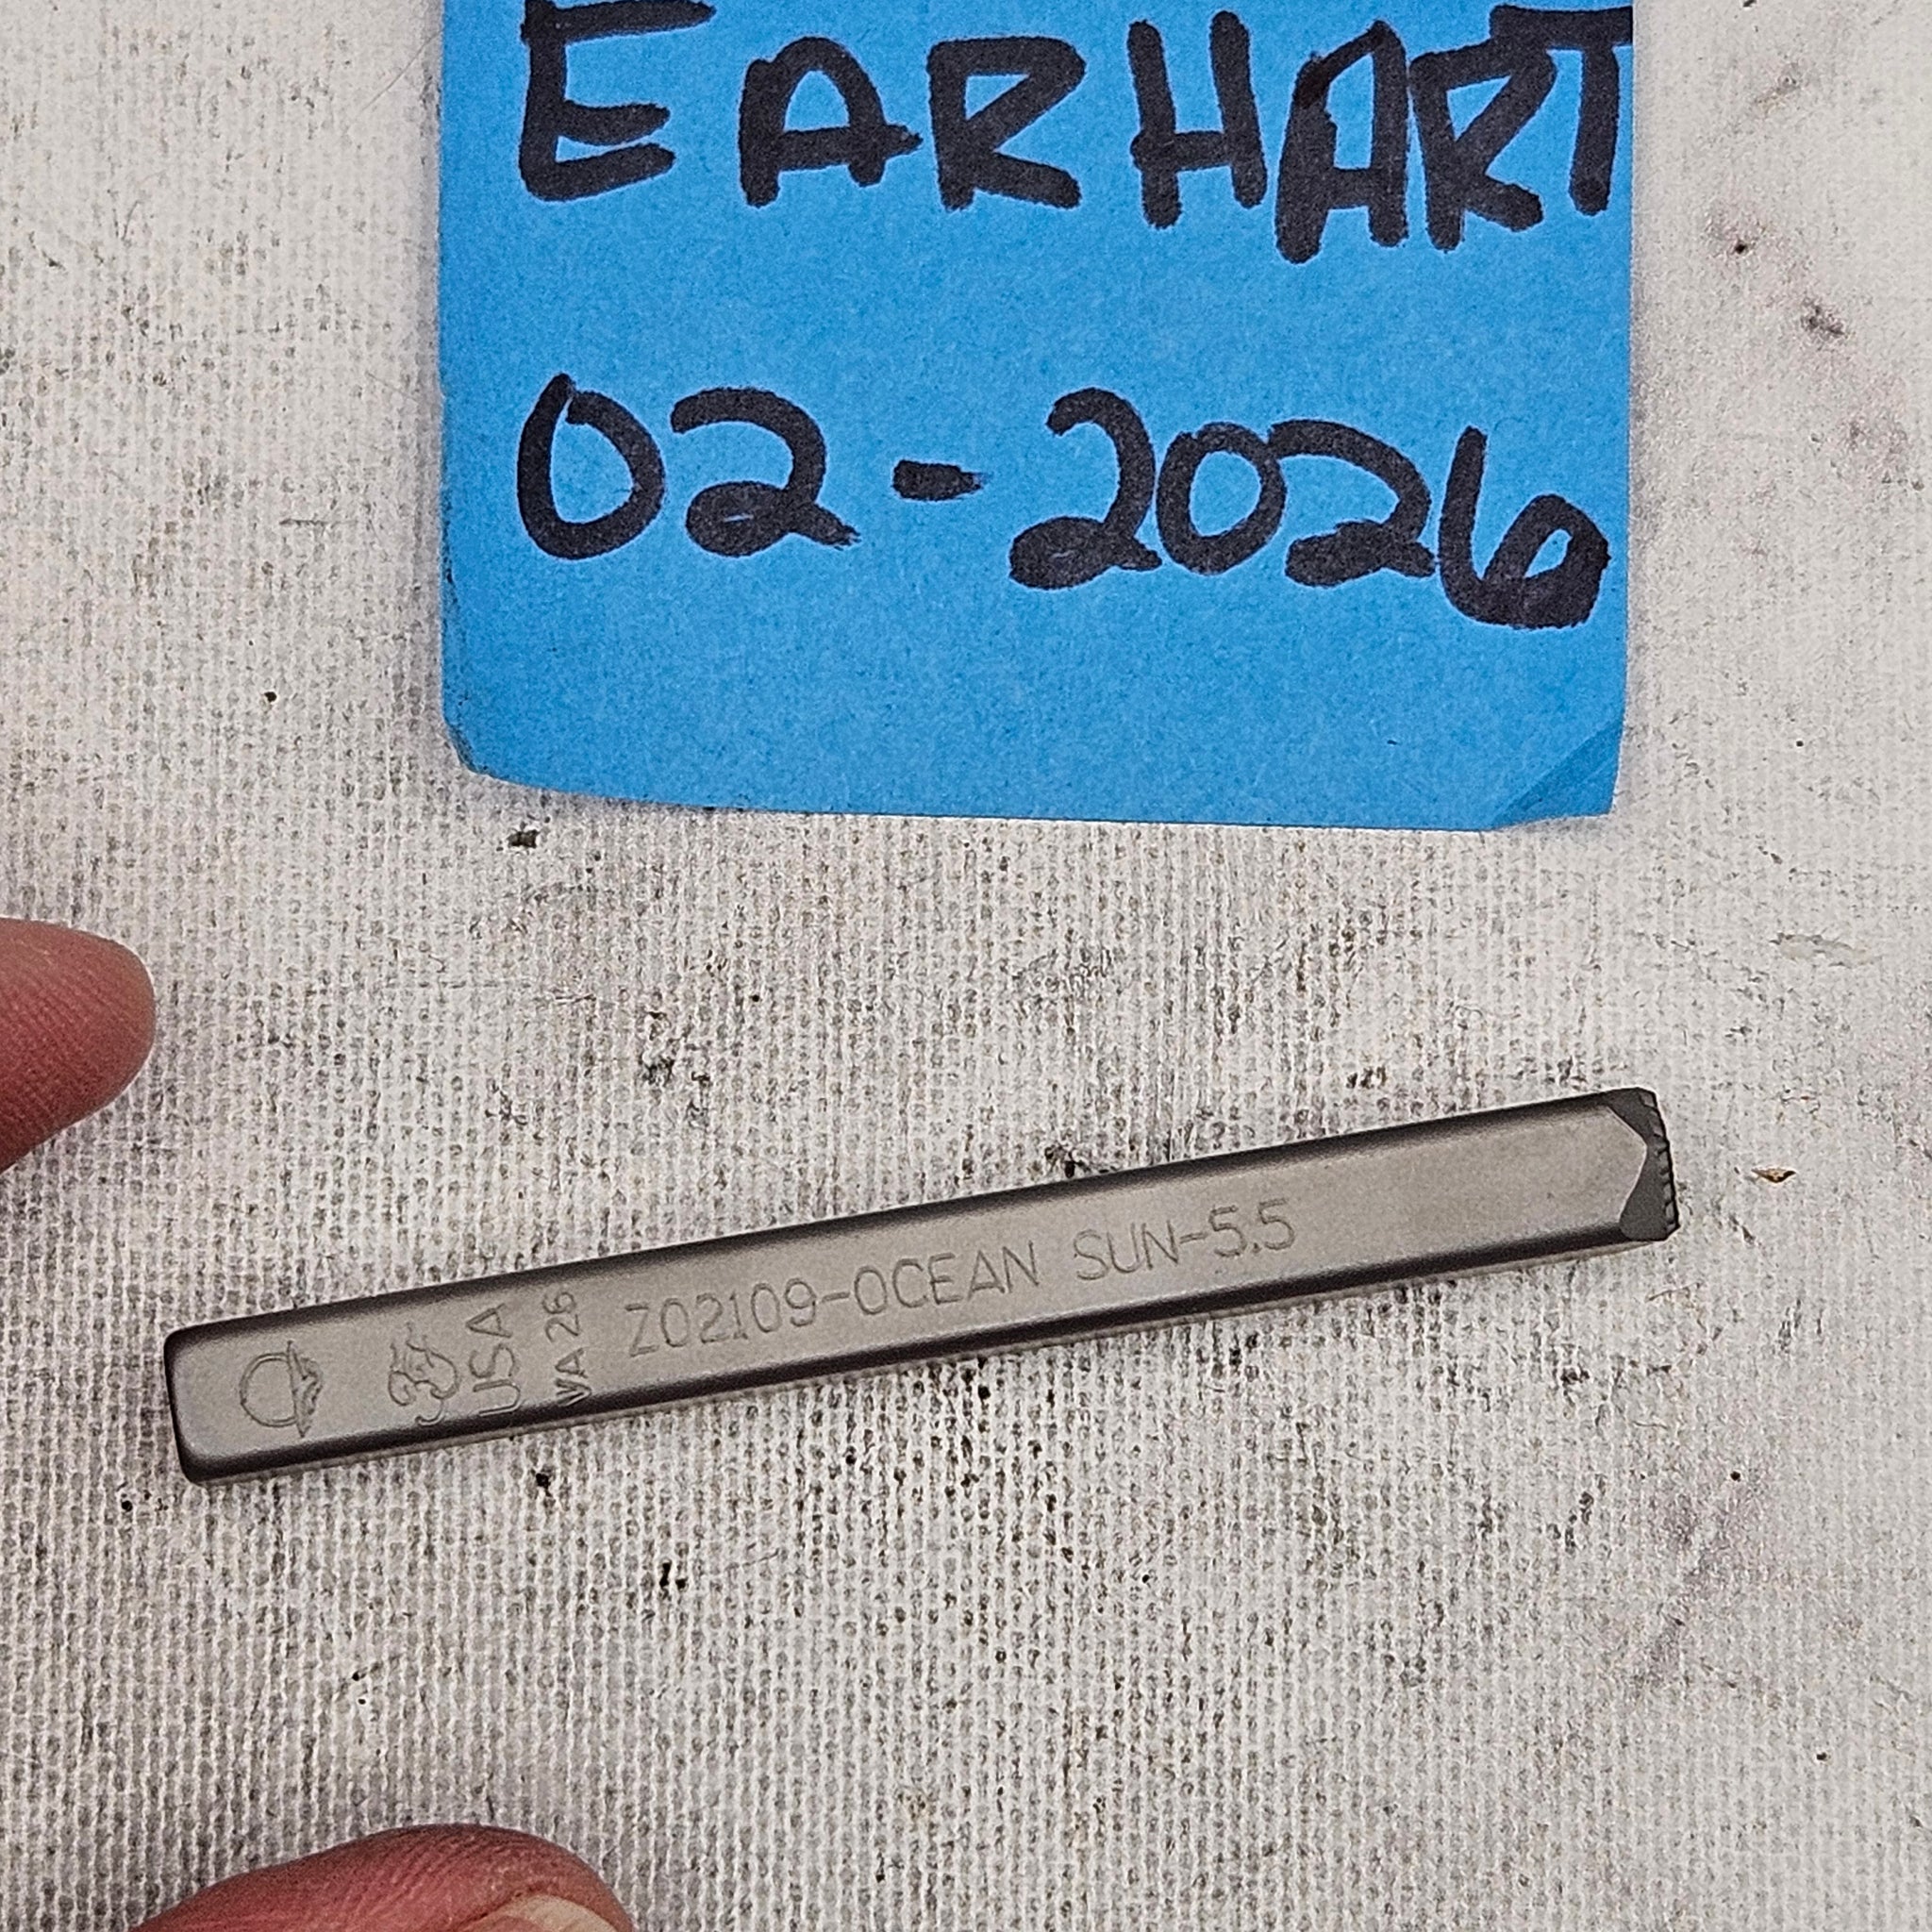 EARHART
02-2026
USA
VA 26
Z02109-OCEAN SUN-5.5